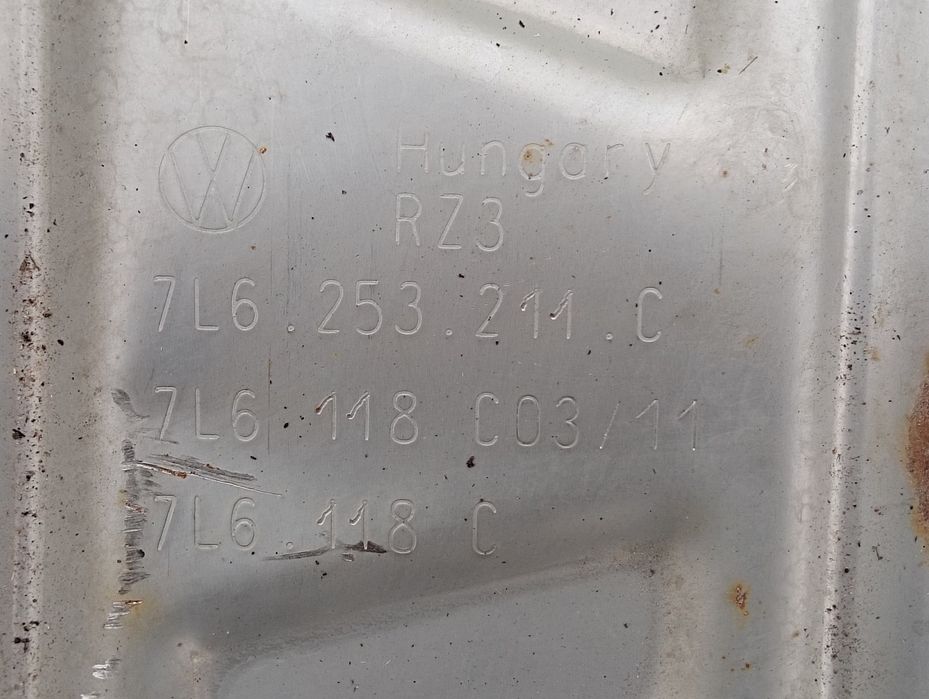 Hungary
RZ3
7L6.253.211.C
7L6 118 C03/11
7L6.118 C